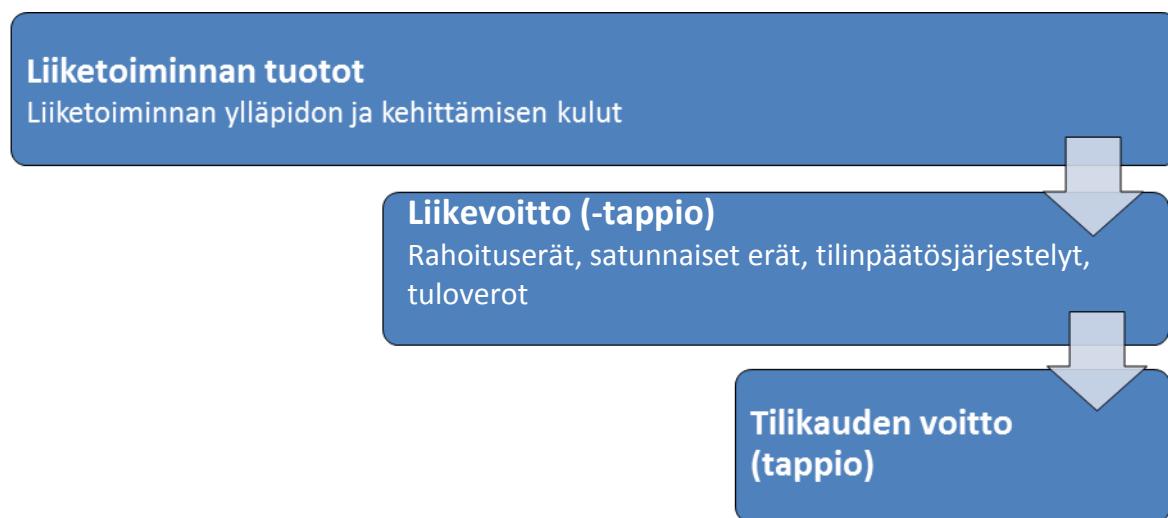 Liiketoiminnan tuotot
Liiketoiminnan ylläpidon ja kehittämisen kulut
Liikevoitto (-tappio)
Rahoituserät, satunnaiset erät, tilinpäätösjärjestelyt,
tuloverot
Tilikauden voitto
(tappio)